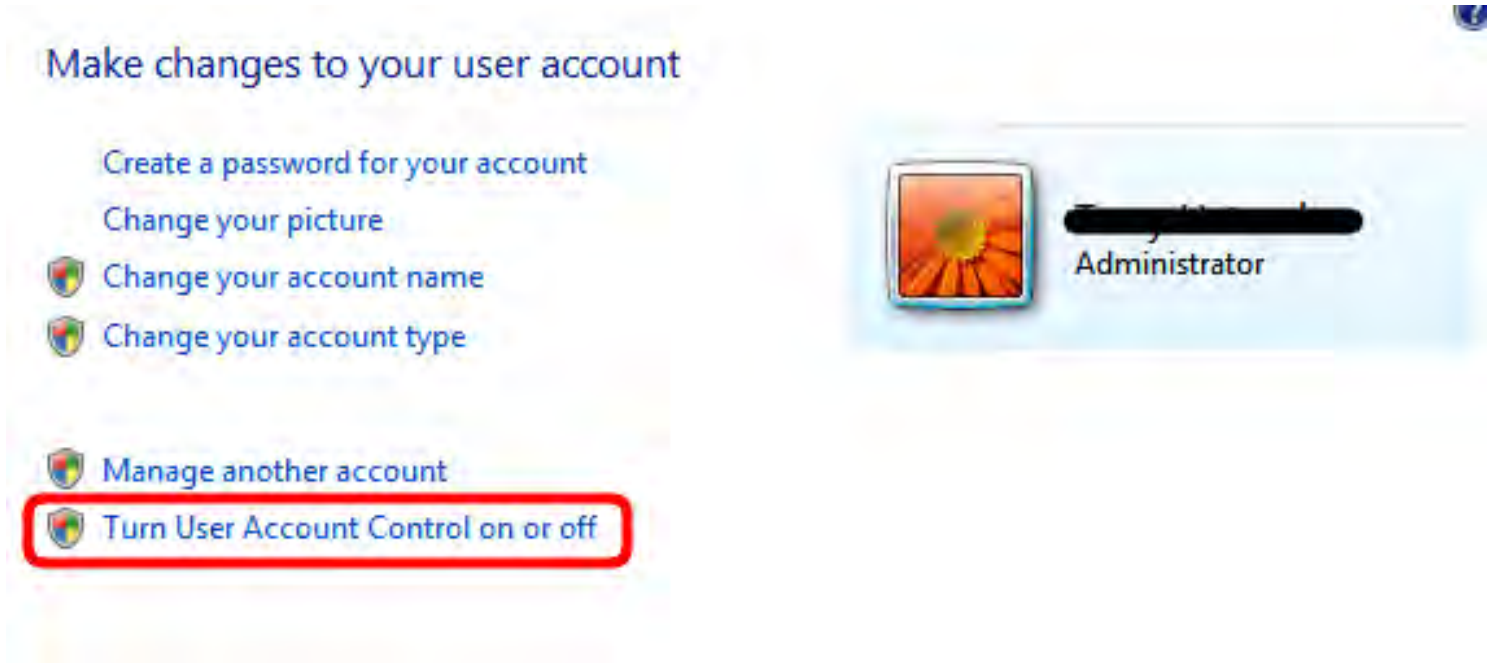 Make changes to your user account
Create a password for your account
Change your picture
Change your account name
Change your account type
Manage another account
Turn User Account Control on or off
Administrator